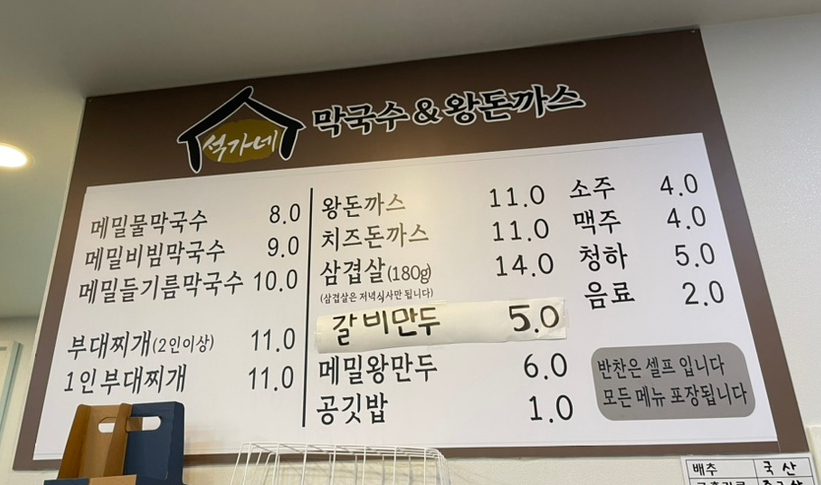 석가네
막국수 & 왕돈까스
메밀물막국수 8.0
메밀비빔막국수 9.0
메밀들기름막국수 10.0
부대찌개(2인이상) 11.0
1인부대찌개 11.0
왕돈까스 11.0
치즈돈까스 11.0
삼겹살(180g) 14.0
(삼겹살은 저녁식사만 됩니다)
갈비만두 5.0
메밀왕만두 6.0
공깃밥 1.0
소주 4.0
맥주 4.0
청하 5.0
음료 2.0
반찬은 셀프 입니다
모든메뉴 포장됩니다
배추 국산